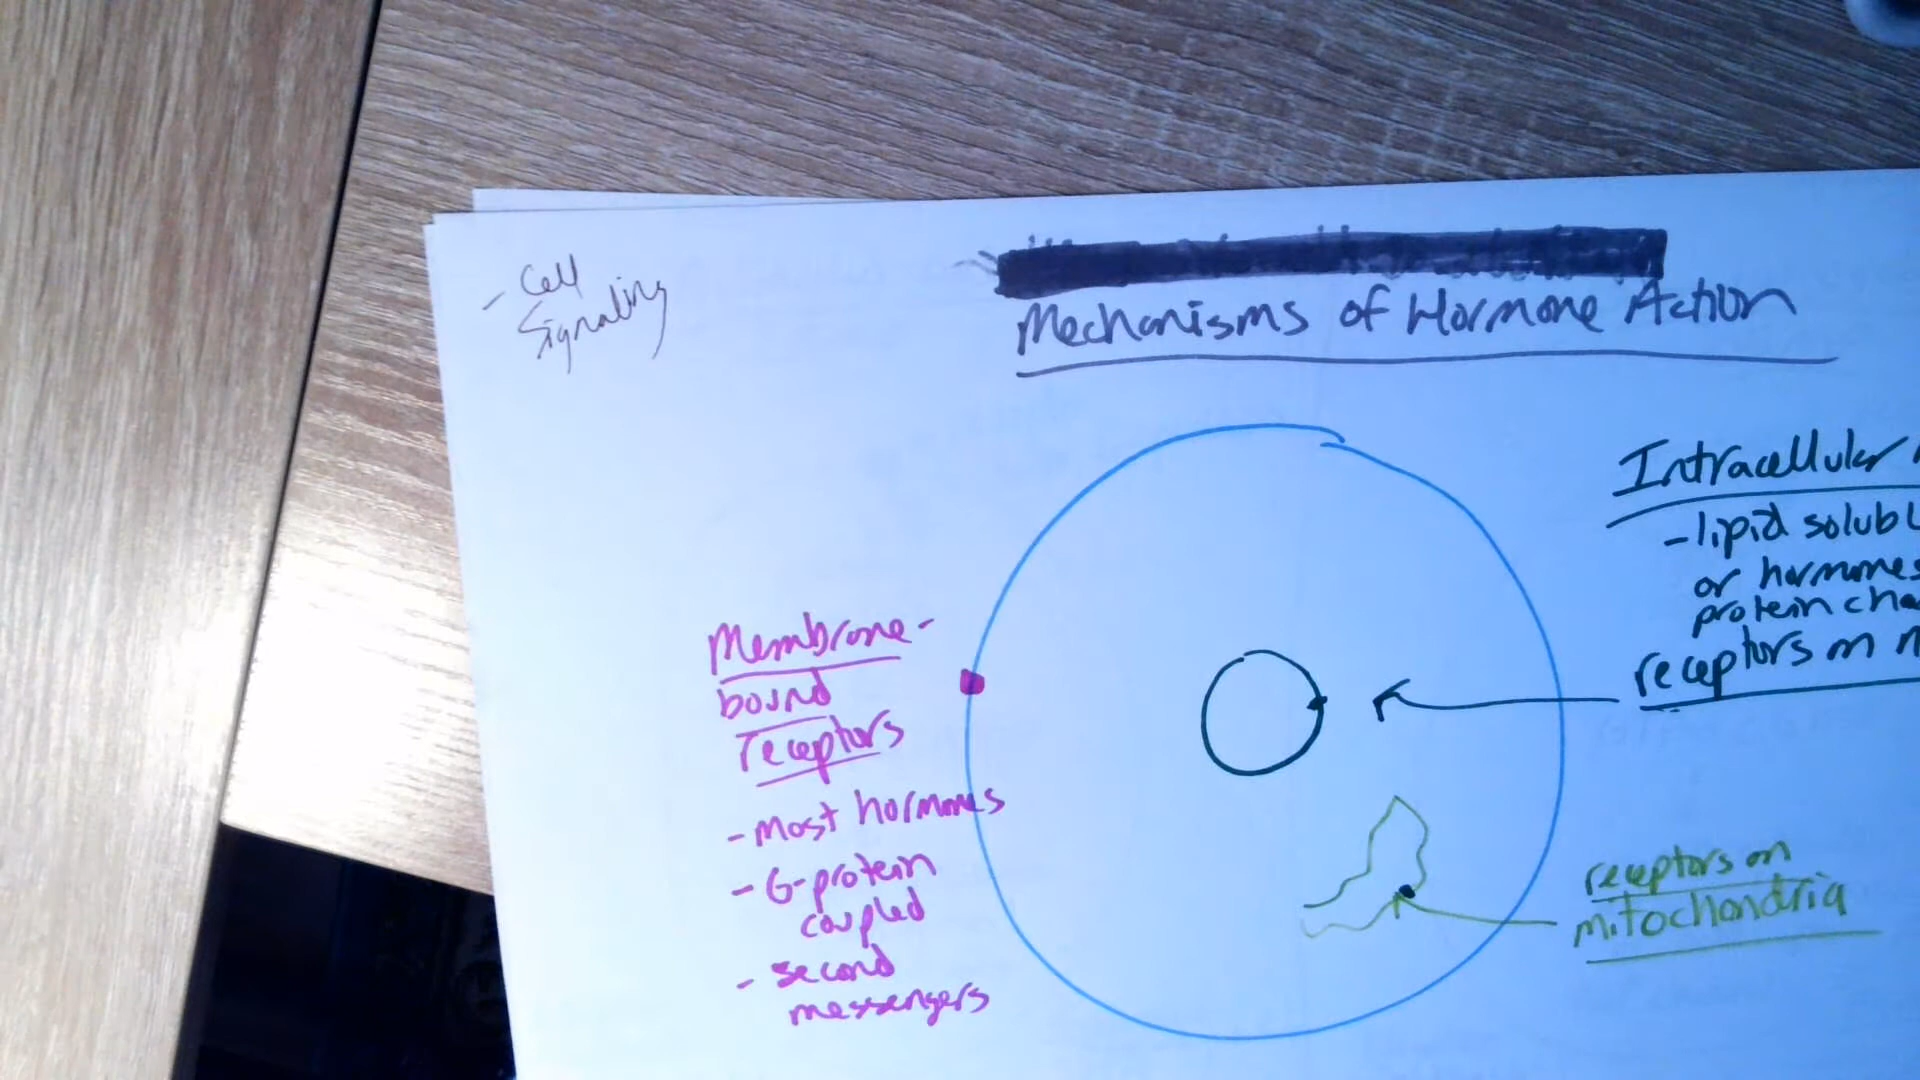 - Cell
Signaling
Mechanisms of Hormone Action
Intracellular
- lipid solubl
or hormones
protein cha
receptors on n
Membrane-
bound
receptors
- most hormones
- G-protein
coupled
- second
messengers
receptors on
mitochondria